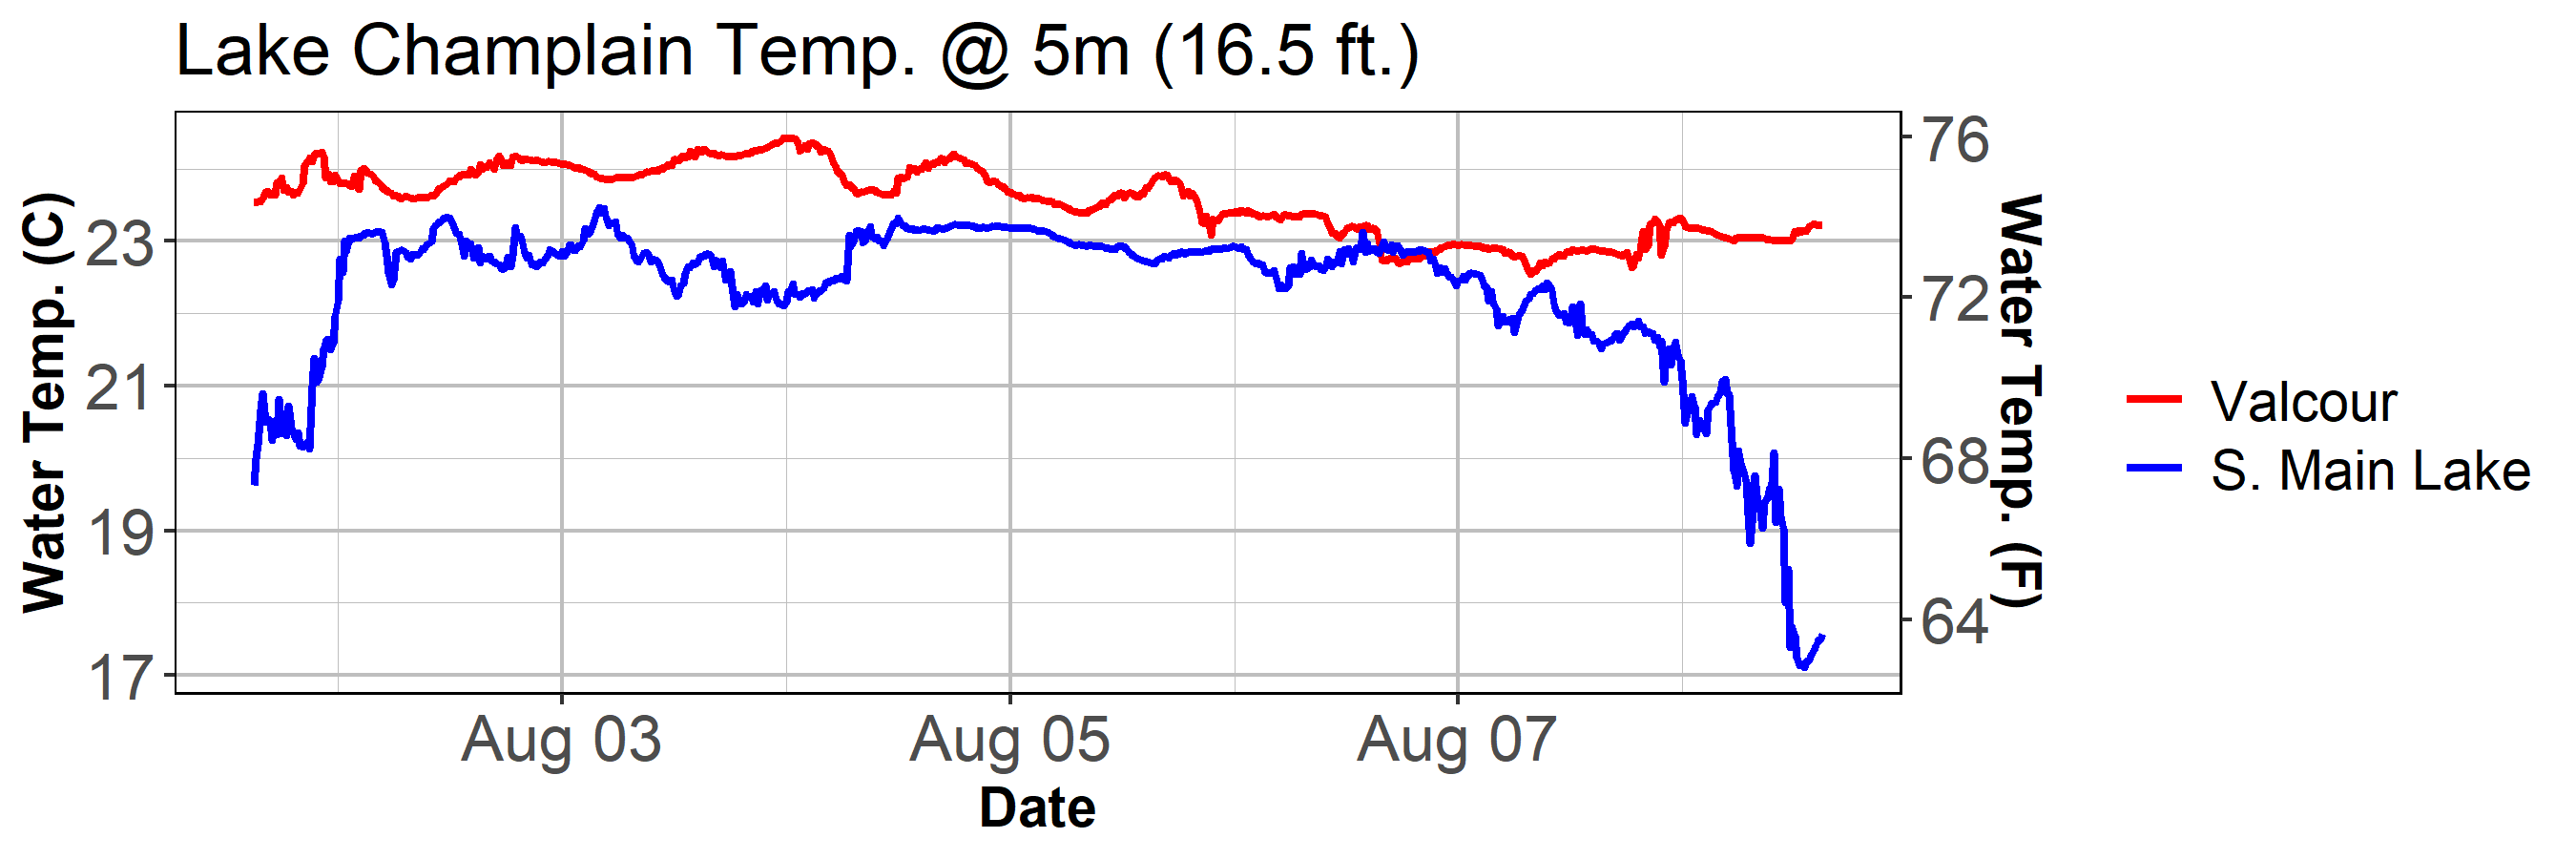 Lake Champlain Temp. @ 5m (16.5 ft.)
Water Temp. (C)
23
21
19
17
76
72
68
64
Water Temp. (F)
Aug 03
Aug 05
Aug 07
Date
Valcour
S. Main Lake